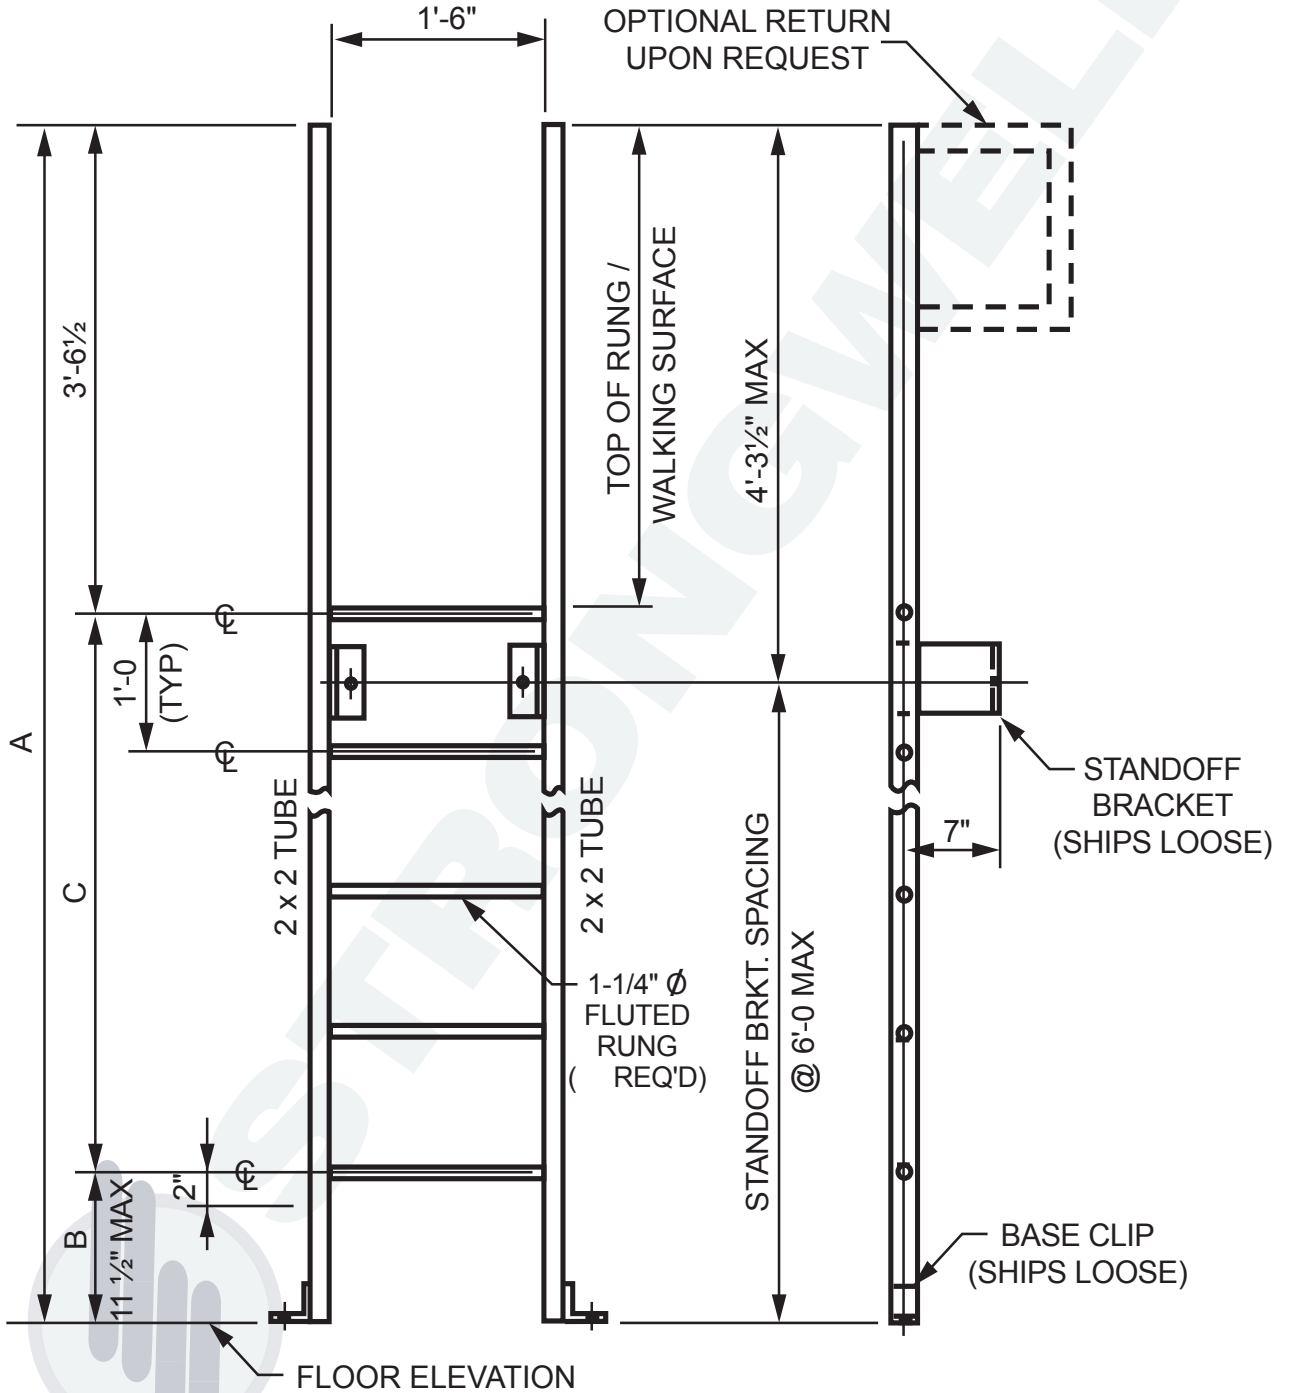 1'-6"
OPTIONAL RETURN
UPON REQUEST
3'-6½
TOP OF RUNG /
WALKING SURFACE
4'-3½" MAX
℄
1'-0
(TYP)
℄
A
C
2 x 2 TUBE
2 x 2 TUBE
STANDOFF
BRACKET
(SHIPS LOOSE)
7"
1-1/4" Ø
FLUTED
RUNG
( REQ'D)
STANDOFF BRKT. SPACING
@ 6'-0 MAX
℄
2"
B
11 ½" MAX
BASE CLIP
(SHIPS LOOSE)
FLOOR ELEVATION
STRONGWELL